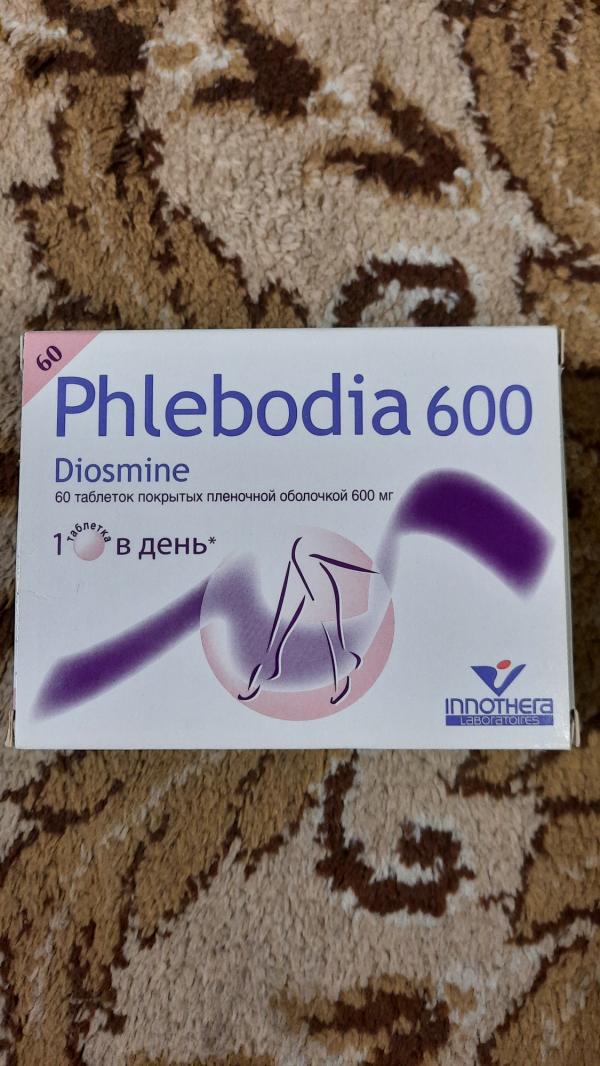 60
Phlebodia 600
Diosmine
60 таблеток покрытых пленочной оболочкой 600 мг
1 таблетка в день*
INNOTHERA
LABORATOIRES